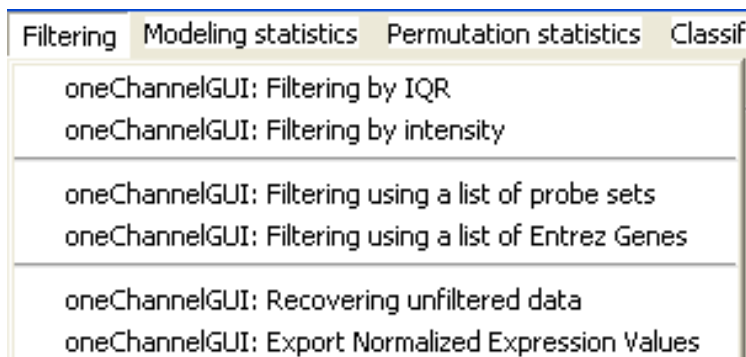 Filtering Modeling statistics Permutation statistics Classif
oneChannelGUI: Filtering by IQR
oneChannelGUI: Filtering by intensity
oneChannelGUI: Filtering using a list of probe sets
oneChannelGUI: Filtering using a list of Entrez Genes
oneChannelGUI: Recovering unfiltered data
oneChannelGUI: Export Normalized Expression Values